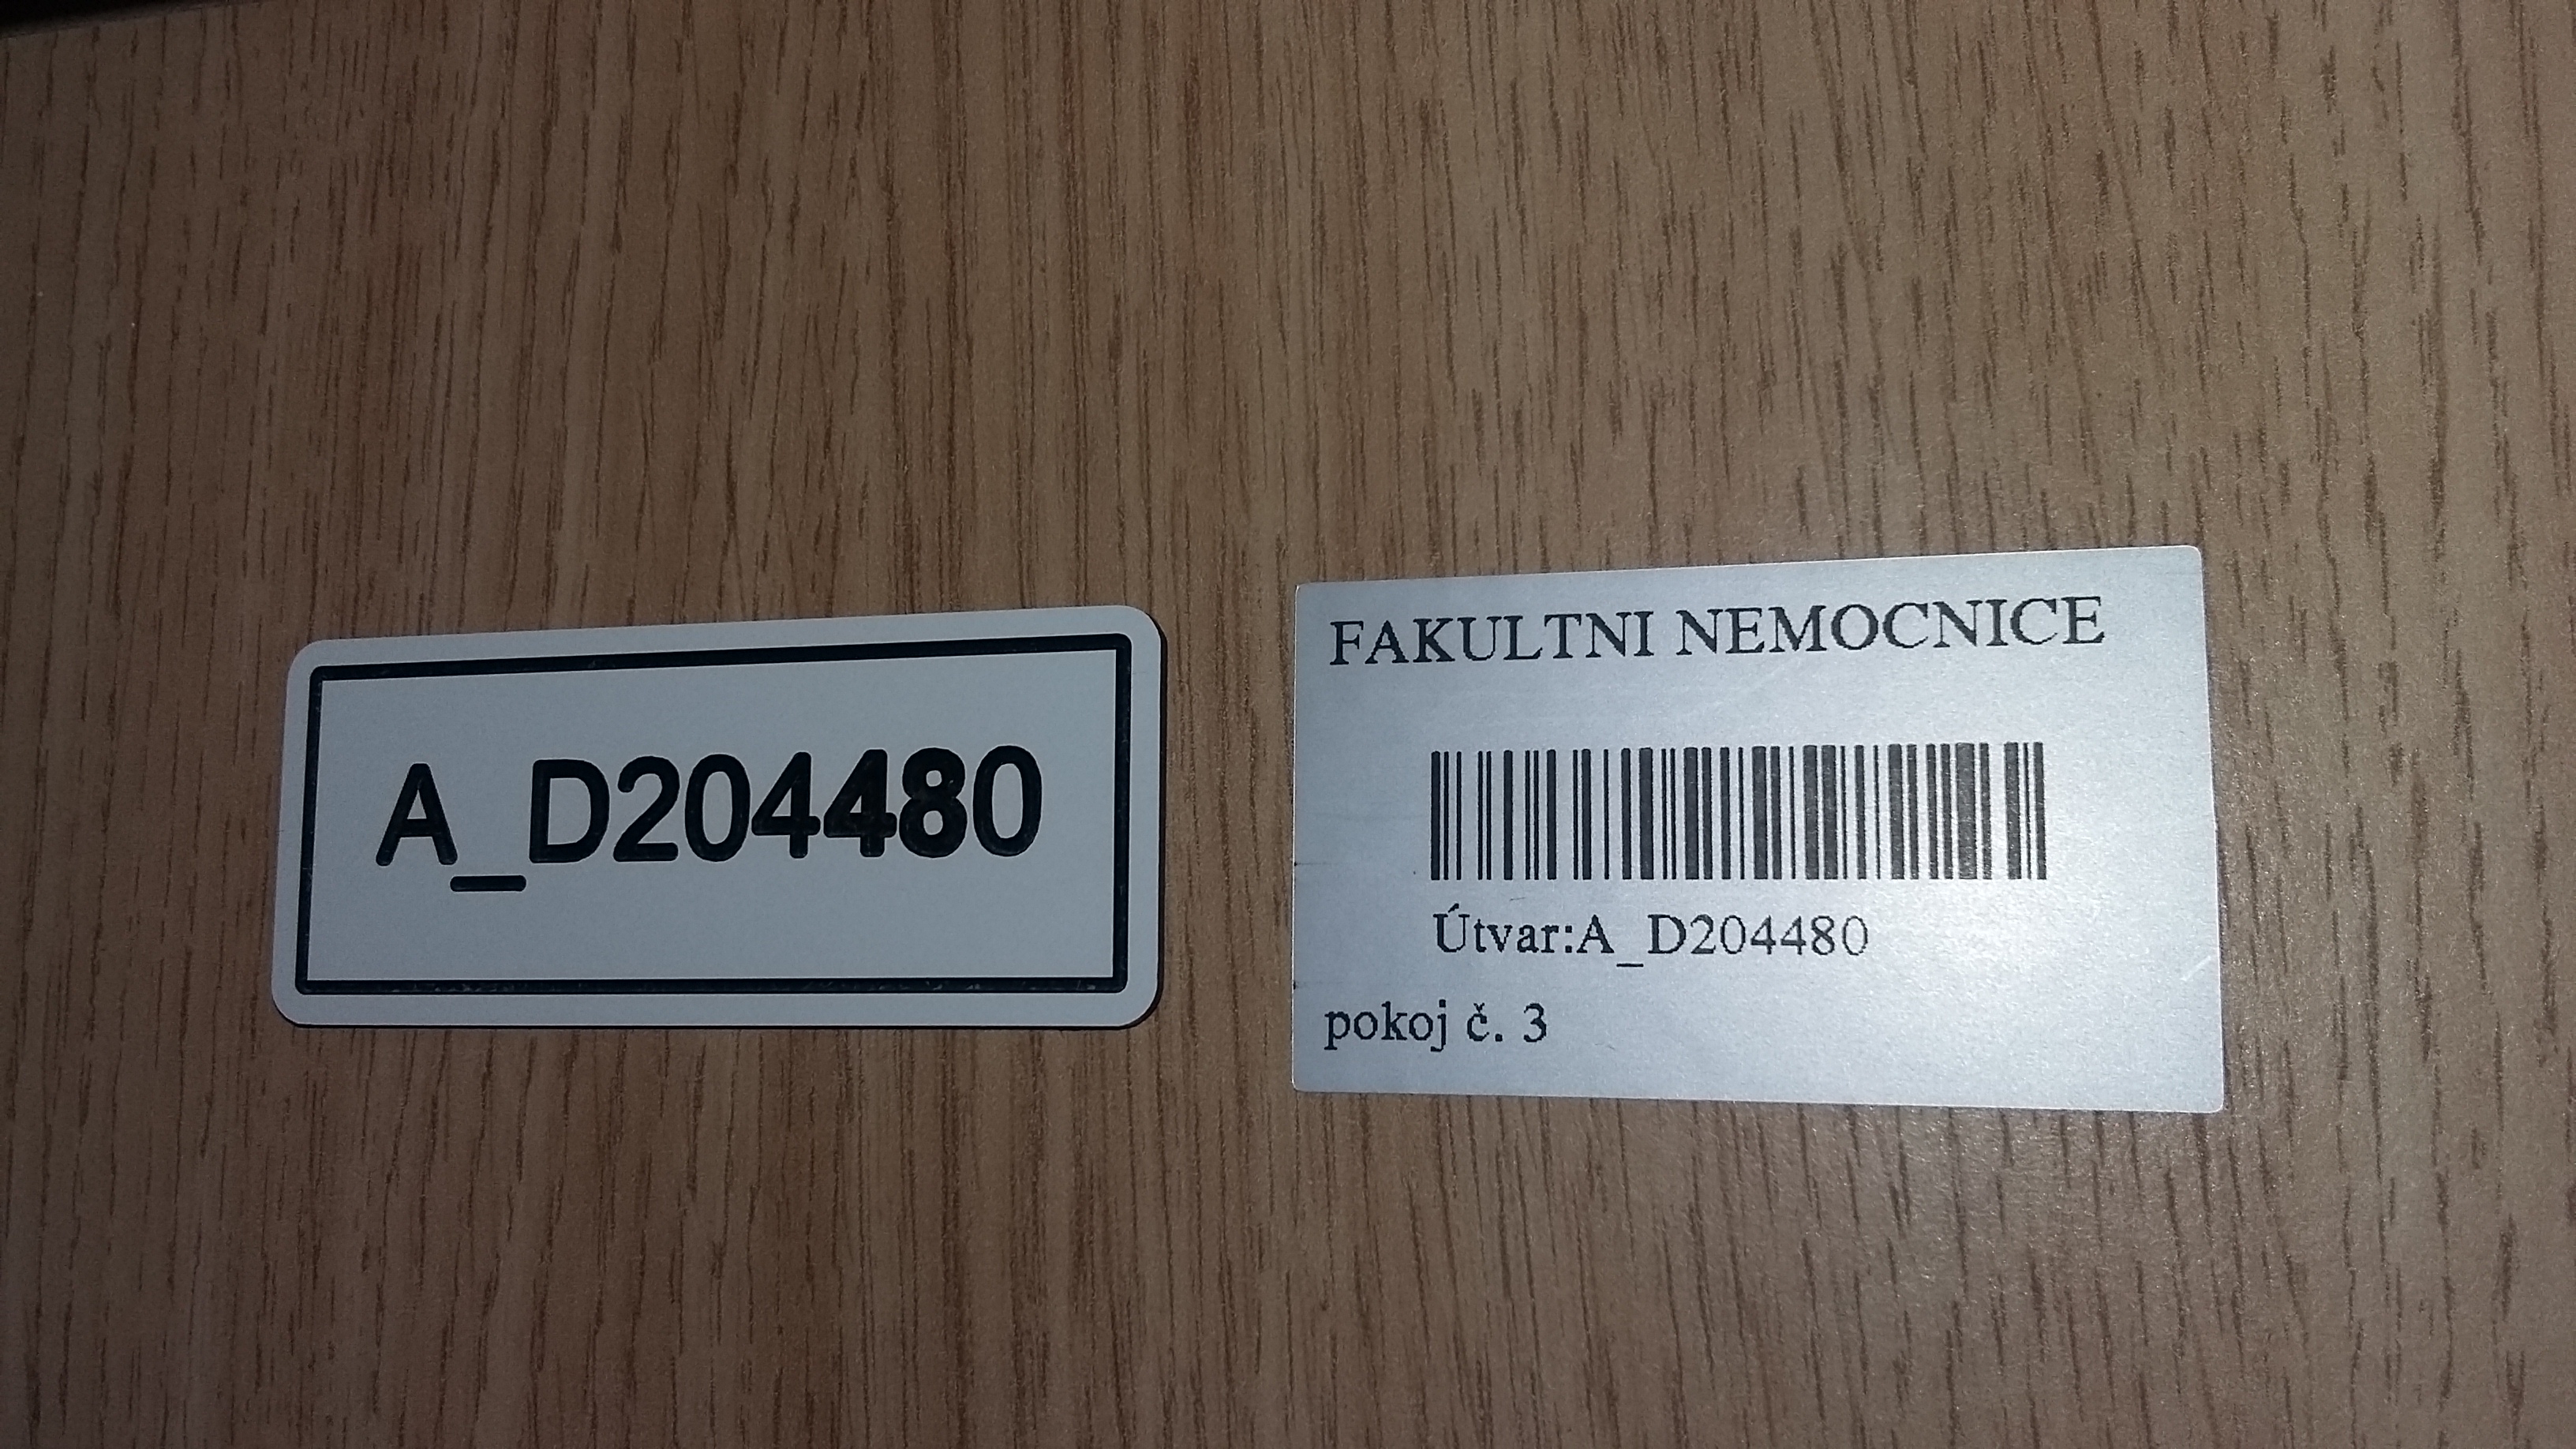 A_D204480
FAKULTNI NEMOCNICE
Útvar:A_D204480
pokoj č. 3